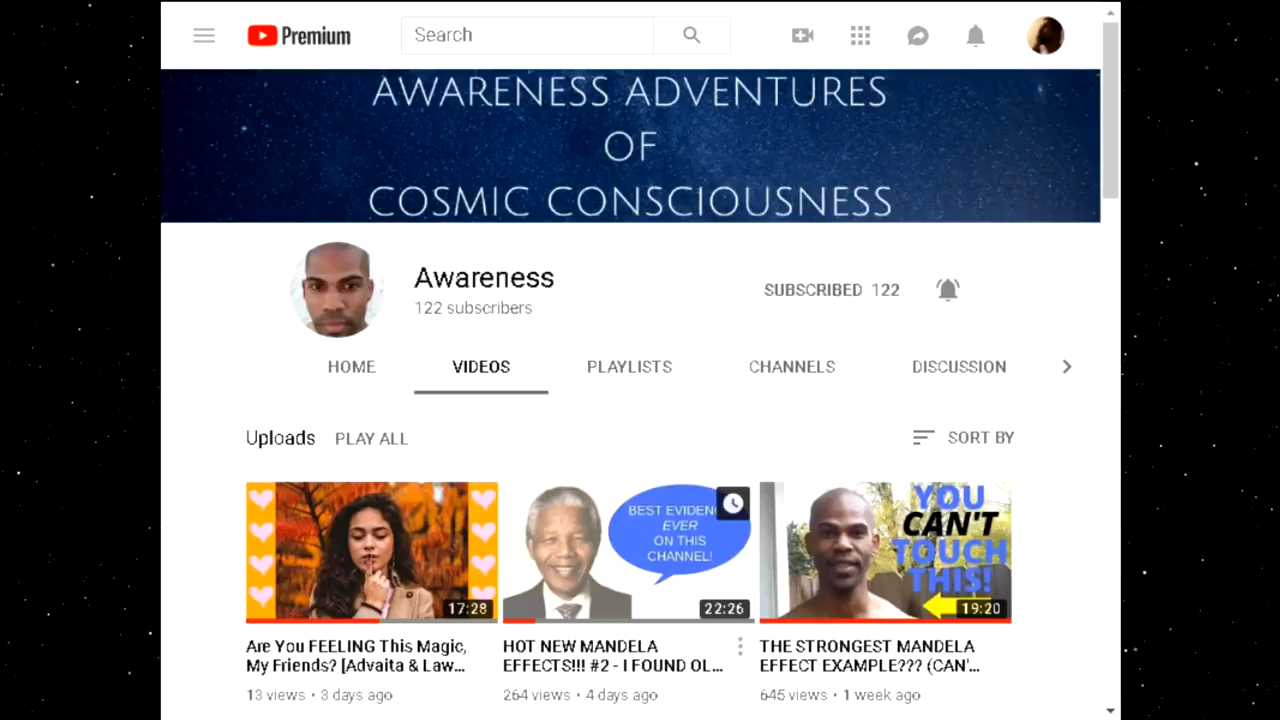 Premium
Search
AWARENESS ADVENTURES
OF
COSMIC CONSCIOUSNESS
Awareness
122 subscribers
SUBSCRIBED 122
HOME VIDEOS PLAYLISTS CHANNELS DISCUSSION
Uploads PLAY ALL
SORT BY
17:28
BEST EVIDENC
EVER
ON THIS
CHANNEL!
22:26
YOU
CAN'T
TOUCH
THIS!
19:20
Are You FEELING This Magic,
My Friends? [Advaita & Law...
13 views • 3 days ago
HOT NEW MANDELA
EFFECTS!!! #2 - I FOUND OL...
264 views • 4 days ago
THE STRONGEST MANDELA
EFFECT EXAMPLE??? (CAN'...
645 views • 1 week ago